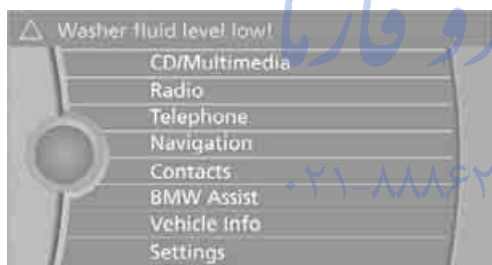 Washer fluid level low!
CD/Multimedia
Radio
Telephone
Navigation
Contacts
BMW Assist
Vehicle Info
Settings